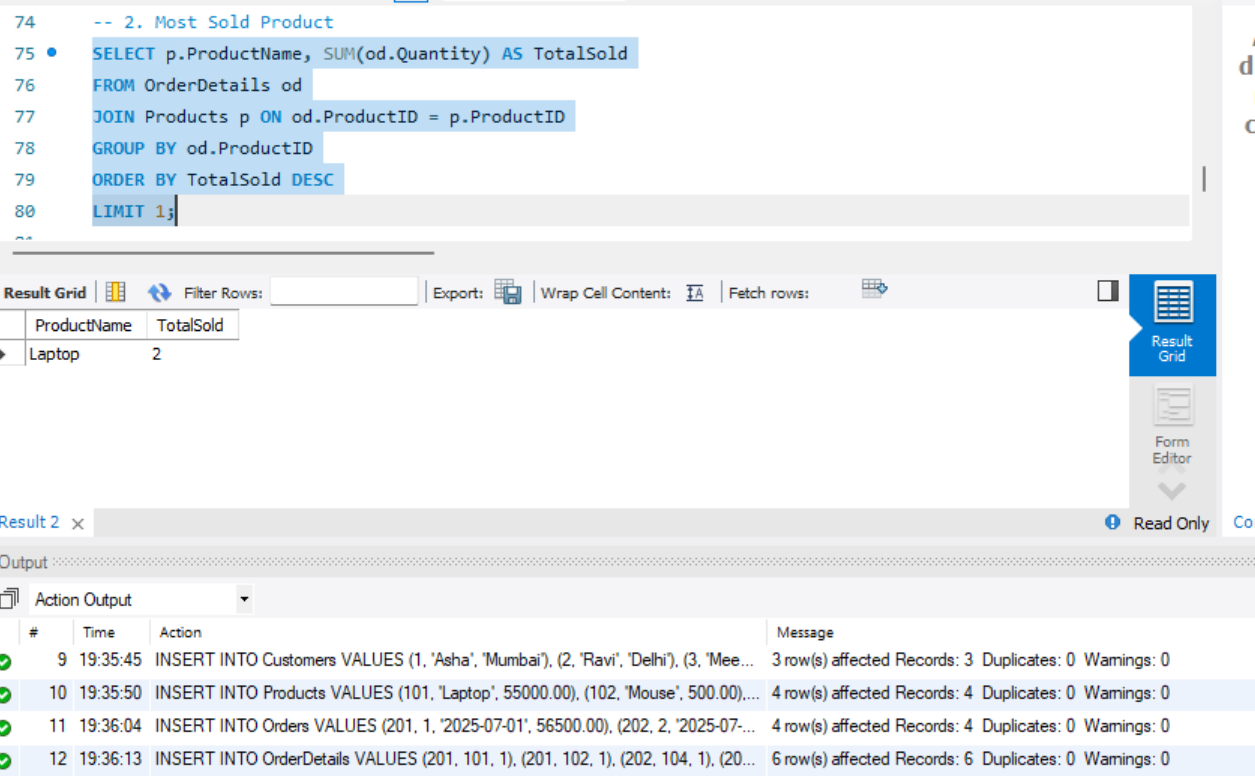 74 -- 2. Most Sold Product
75 SELECT p.ProductName, SUM(od.Quantity) AS TotalSold
76 FROM OrderDetails od
77 JOIN Products p ON od.ProductID = p.ProductID
78 GROUP BY od.ProductID
79 ORDER BY TotalSold DESC
80 LIMIT 1;
Result Grid Filter Rows: Export: Wrap Cell Content: Fetch rows:
ProductName TotalSold
Laptop 2
Result
Grid
Form
Editor
Result 2 Read Only
Output
Action Output
# Time Action Message
9 19:35:45 INSERT INTO Customers VALUES (1, 'Asha', 'Mumbai'), (2, 'Ravi', 'Delhi'), (3, 'Mee... 3 row(s) affected Records: 3 Duplicates: 0 Warnings: 0
10 19:35:50 INSERT INTO Products VALUES (101, 'Laptop', 55000.00), (102, 'Mouse', 500.00),... 4 row(s) affected Records: 4 Duplicates: 0 Warnings: 0
11 19:36:04 INSERT INTO Orders VALUES (201, 1, '2025-07-01', 56500.00), (202, 2, '2025-07-... 4 row(s) affected Records: 4 Duplicates: 0 Warnings: 0
12 19:36:13 INSERT INTO OrderDetails VALUES (201, 101, 1), (201, 102, 1), (202, 104, 1), (20... 6 row(s) affected Records: 6 Duplicates: 0 Warnings: 0